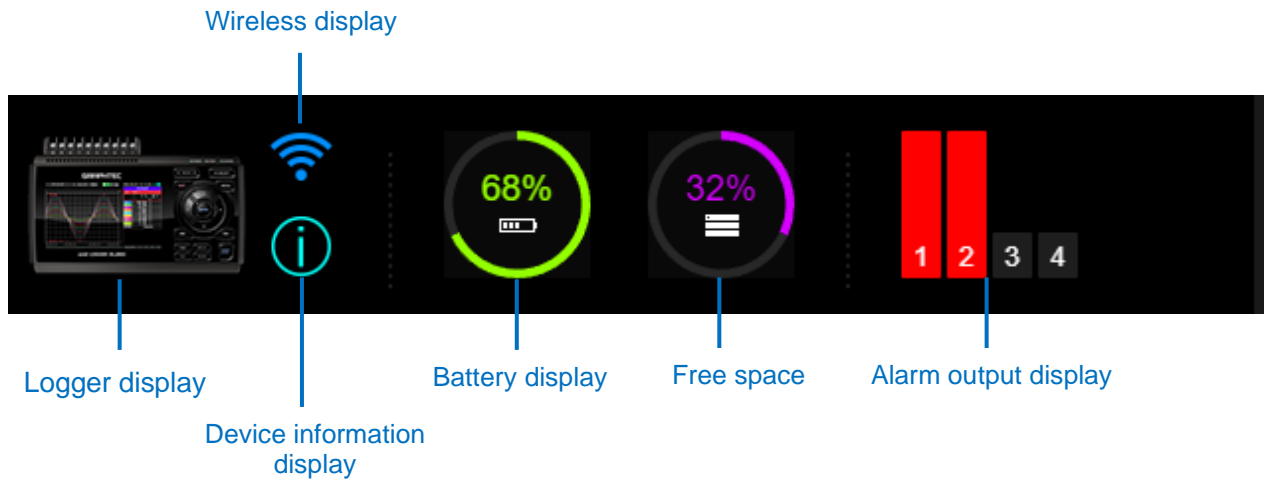 Wireless display
GRAPHTEC
68%
32%
1 2 3 4
Logger display
Battery display
Free space
Alarm output display
Device information
display